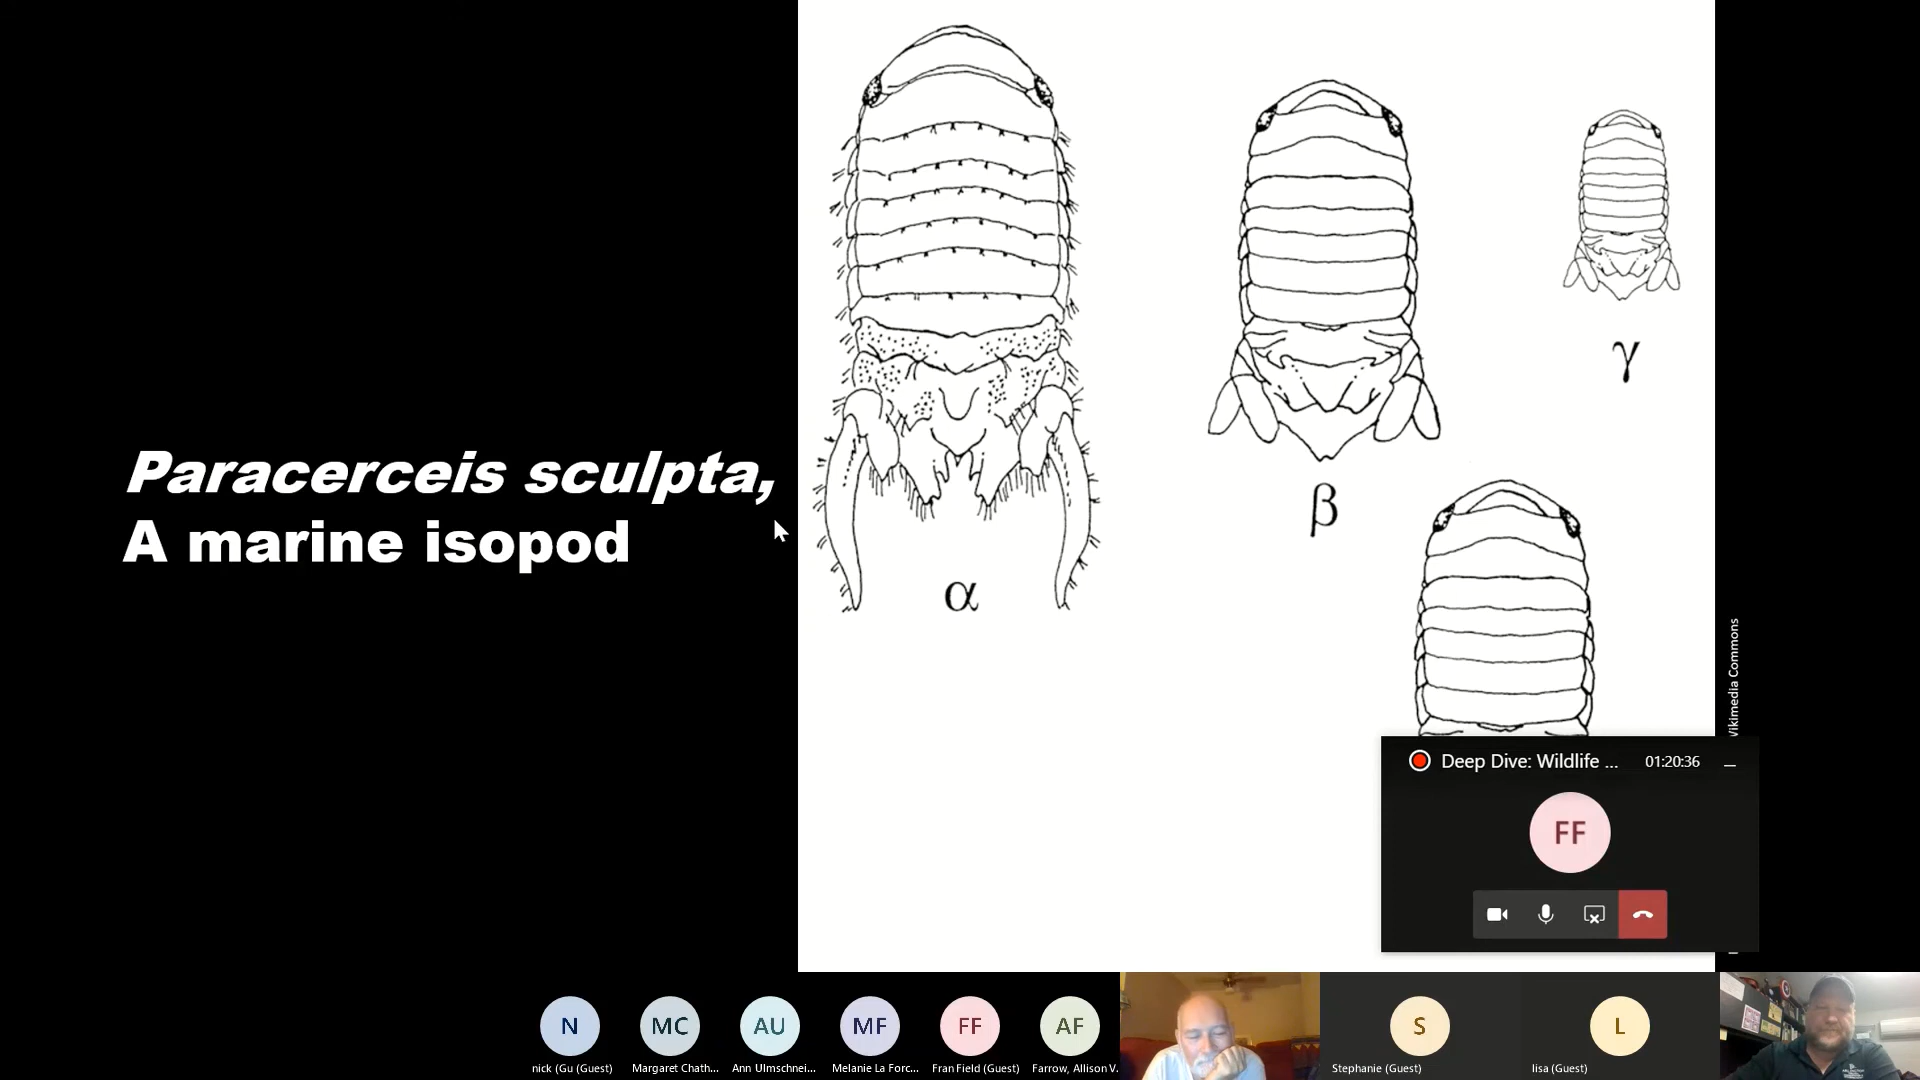 Paracerceis sculpta,
A marine isopod
α
β
γ
Wikimedia Commons
Deep Dive: Wildlife ...
01:20:36
FF
N
MC
AU
MF
FF
AF
S
L
nick (Gu (Guest)
Margaret Chath...
Ann Ulmschnei...
Melanie La Forc...
Fran Field (Guest)
Farrow, Allison V.
Stephanie (Guest)
lisa (Guest)